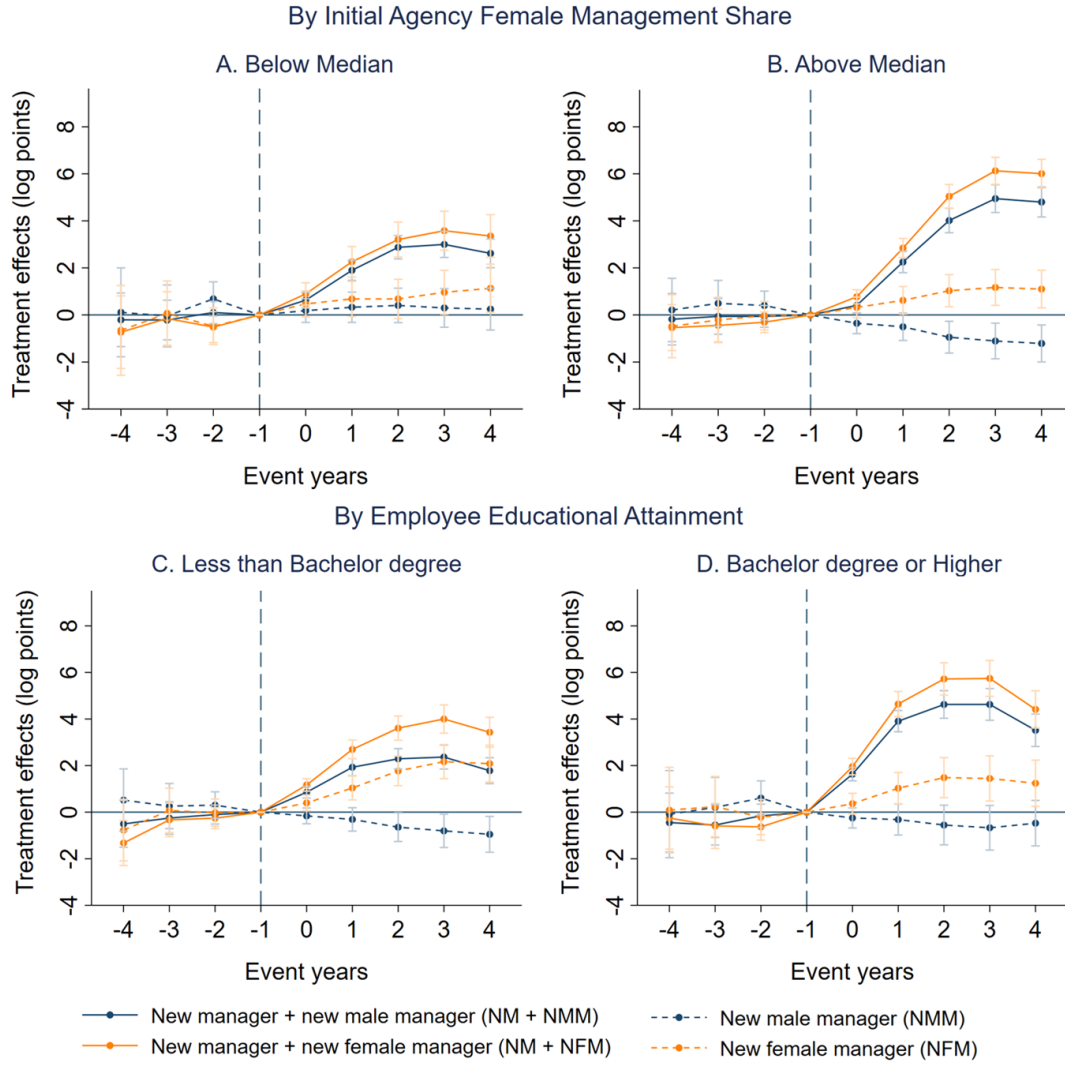 By Initial Agency Female Management Share
A. Below Median
B. Above Median
Treatment effects (log points)
8
6
4
2
0
-2
-4
-4 -3 -2 -1 0 1 2 3 4
Event years
Treatment effects (log points)
8
6
4
2
0
-2
-4
-4 -3 -2 -1 0 1 2 3 4
Event years
By Employee Educational Attainment
C. Less than Bachelor degree
D. Bachelor degree or Higher
Treatment effects (log points)
8
6
4
2
0
-2
-4
-4 -3 -2 -1 0 1 2 3 4
Event years
Treatment effects (log points)
8
6
4
2
0
-2
-4
-4 -3 -2 -1 0 1 2 3 4
Event years
New manager + new male manager (NM + NMM)
New male manager (NMM)
New manager + new female manager (NM + NFM)
New female manager (NFM)